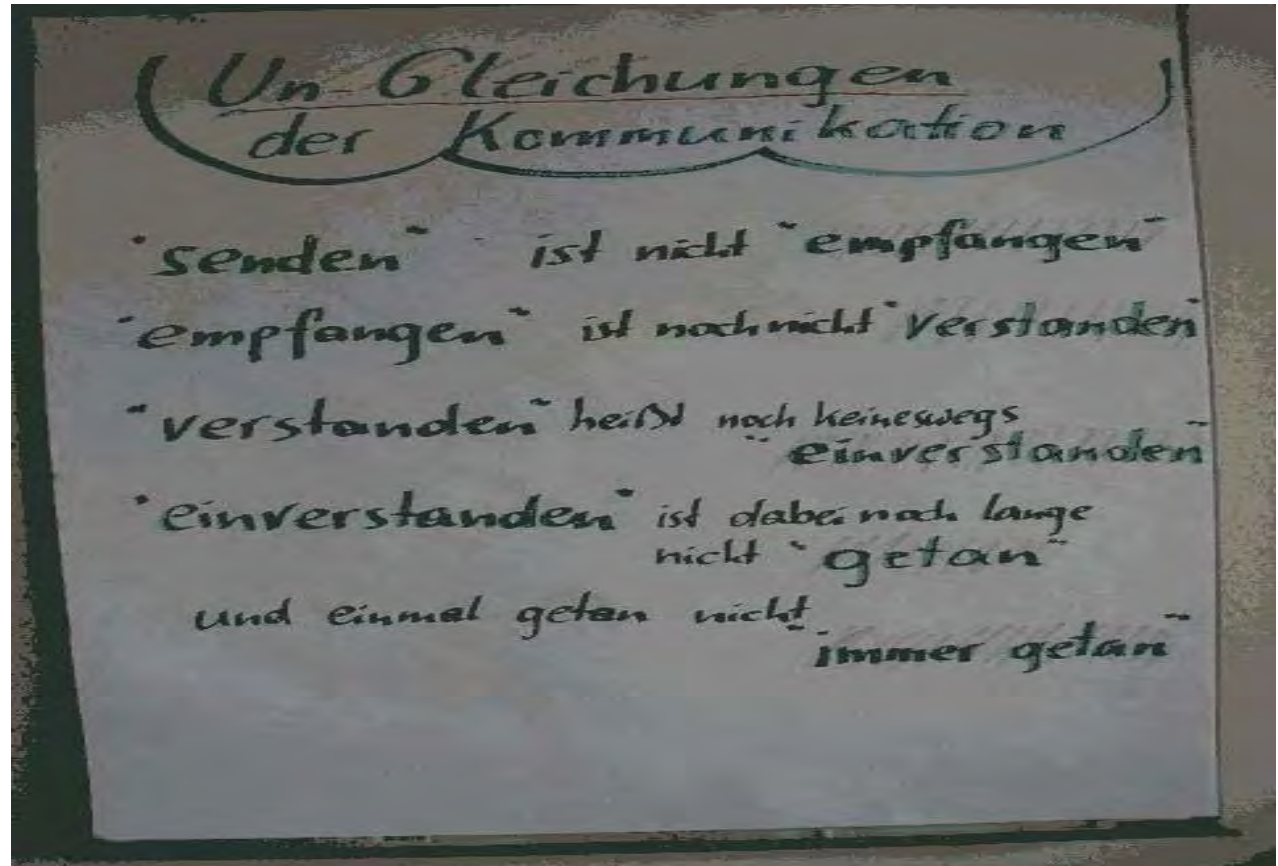 Un-Gleichungen
der Kommunikation
"senden" ist nicht "empfangen"
"empfangen" ist noch nicht "verstanden"
"verstanden" heißt noch keineswegs
"einverstanden"
"einverstanden" ist dabei noch lange
nicht "getan"
und einmal getan nicht
"immer getan"